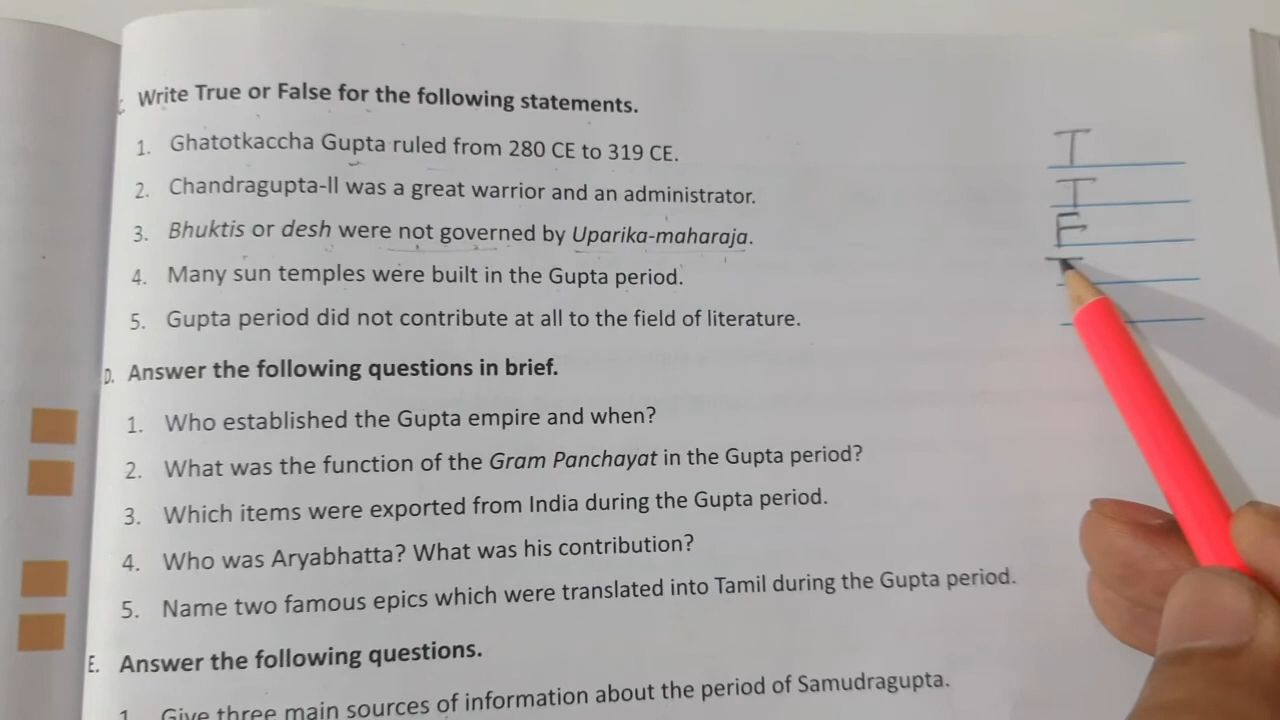 Write True or False for the following statements.
1. Ghatotkaccha Gupta ruled from 280 CE to 319 CE. T
2. Chandragupta-II was a great warrior and an administrator. T
3. Bhuktis or desh were not governed by Uparika-maharaja. F
4. Many sun temples were built in the Gupta period.
5. Gupta period did not contribute at all to the field of literature.
D. Answer the following questions in brief.
1. Who established the Gupta empire and when?
2. What was the function of the Gram Panchayat in the Gupta period?
3. Which items were exported from India during the Gupta period.
4. Who was Aryabhatta? What was his contribution?
5. Name two famous epics which were translated into Tamil during the Gupta period.
E. Answer the following questions.
1. Give three main sources of information about the period of Samudragupta.